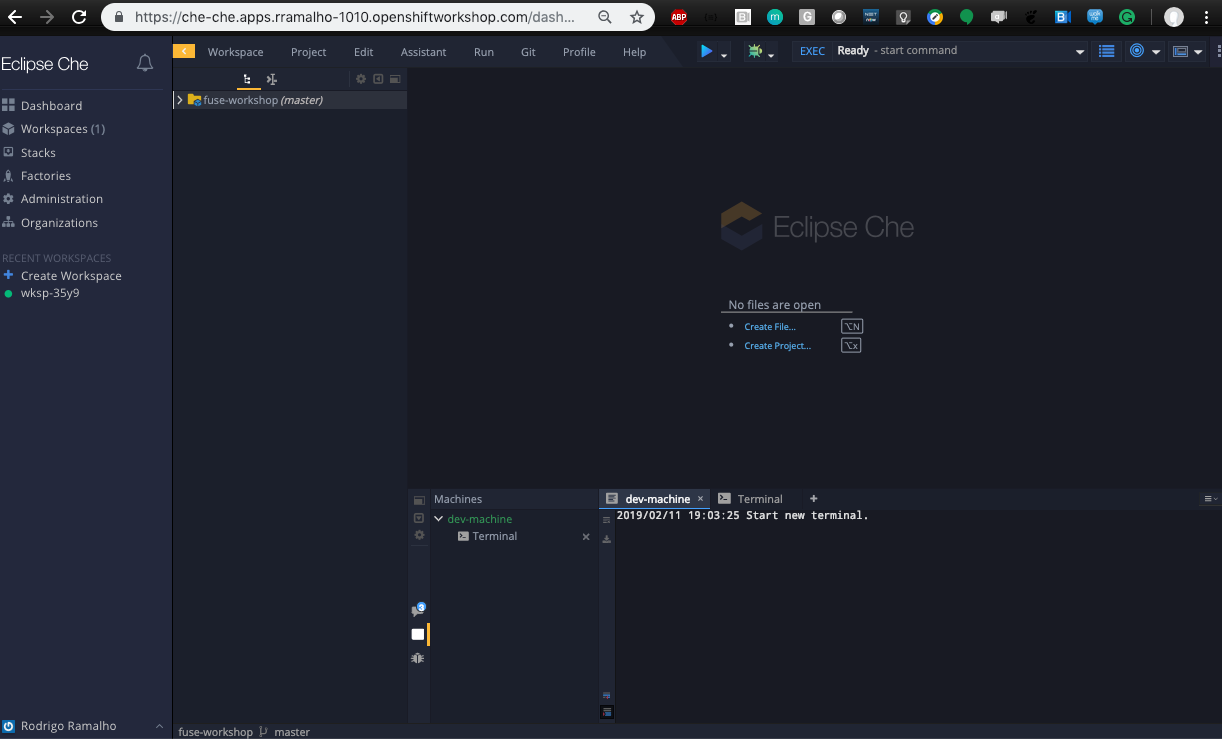 https://che-che.apps.rramalho-1010.openshiftworkshop.com/dash...
ABP
Eclipse Che
Workspace Project Edit Assistant Run Git Profile Help
EXEC Ready - start command
Dashboard
Workspaces (1)
Stacks
Factories
Administration
Organizations
RECENT WORKSPACES
Create Workspace
wksp-35y9
fuse-workshop (master)
Eclipse Che
No files are open
Create File... ⌥N
Create Project... ⌥x
Machines
dev-machine
Terminal
3
dev-machine × Terminal +
2019/02/11 19:03:25 Start new terminal.
Rodrigo Ramalho
fuse-workshop master